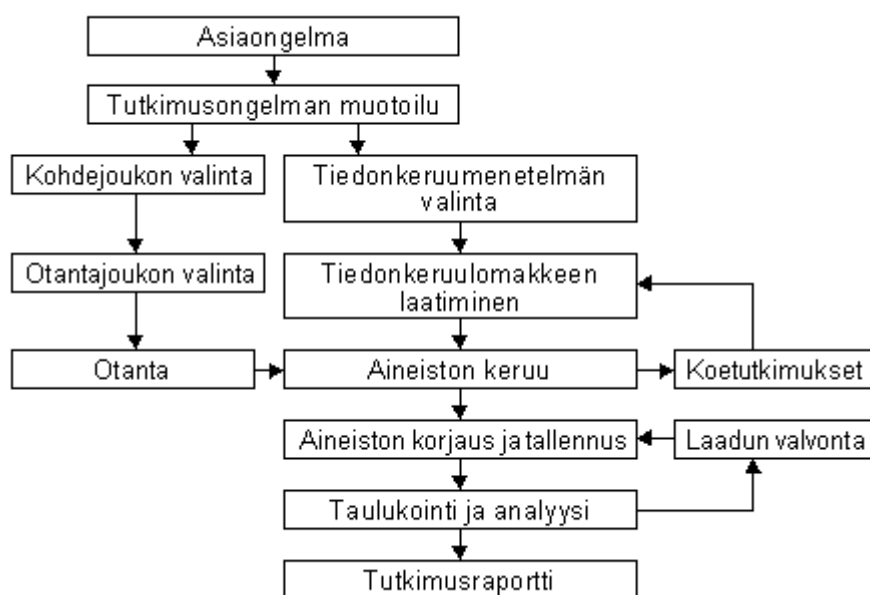 Asiaongelma
Tutkimusongelman muotoilu
Kohdejoukon valinta
Tiedonkeruumenetelmän
valinta
Otantajoukon valinta
Tiedonkeruulomakkeen
laatiminen
Otanta
Aineiston keruu
Koetutkimukset
Aineiston korjaus ja tallennus
Laadun valvonta
Taulukointi ja analyysi
Tutkimusraportti